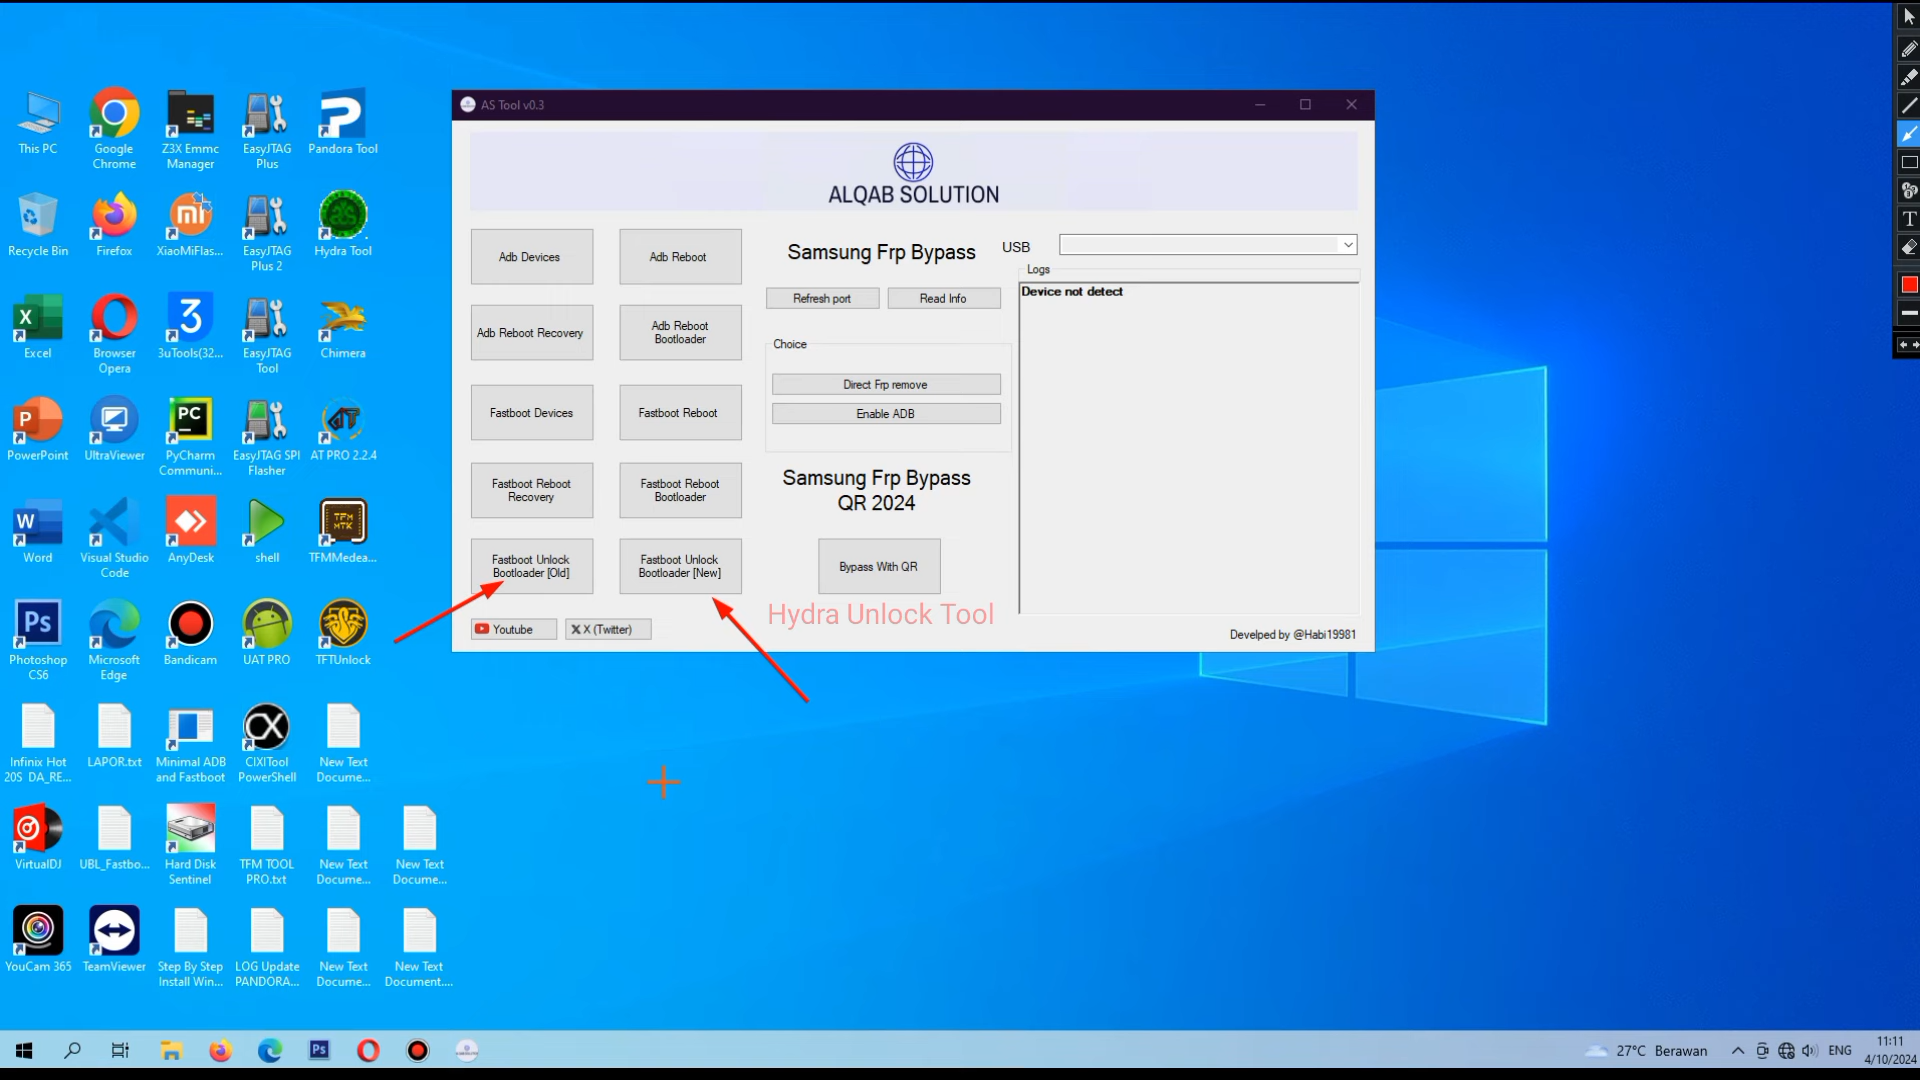 AS Tool v0.3
ALQAB SOLUTION
Adb Devices
Adb Reboot
Samsung Frp Bypass
USB
Logs
Device not detect
Refresh port
Read Info
Adb Reboot Recovery
Adb Reboot
Bootloader
Choice
Direct Frp remove
Enable ADB
Fastboot Devices
Fastboot Reboot
Fastboot Reboot
Recovery
Fastboot Reboot
Bootloader
Samsung Frp Bypass
QR 2024
Fastboot Unlock
Bootloader [Old]
Fastboot Unlock
Bootloader [New]
Bypass With QR
Hydra Unlock Tool
Youtube
X (Twitter)
Develped by @Habi19981
This PC
Google
Chrome
Z3X Emmc
Manager
EasyJTAG
Plus
Pandora Tool
Recycle Bin
Firefox
XiaoMiFlas...
EasyJTAG
Plus 2
Hydra Tool
Excel
Browser
Opera
3uTools(32...
EasyJTAG
Tool
Chimera
PowerPoint
UltraViewer
PyCharm
Communi...
EasyJTAG SPI
Flasher
AT PRO 2.2.4
Word
Visual Studio
Code
AnyDesk
shell
TFMMedea...
Photoshop
CS6
Microsoft
Edge
Bandicam
UAT PRO
TFTUnlock
Infinix Hot
20S DA_RE...
LAPOR.txt
Minimal ADB
and Fastboot
CIXITool
PowerShell
New Text
Docume...
VirtualDJ
UBL_Fastbo...
Hard Disk
Sentinel
TFM TOOL
PRO.txt
New Text
Docume...
New Text
Docume...
YouCam 365
TeamViewer
Step By Step
Install Win...
LOG Update
PANDORA...
New Text
Docume...
New Text
Document....
27°C Berawan
ENG
11:11
4/10/2024